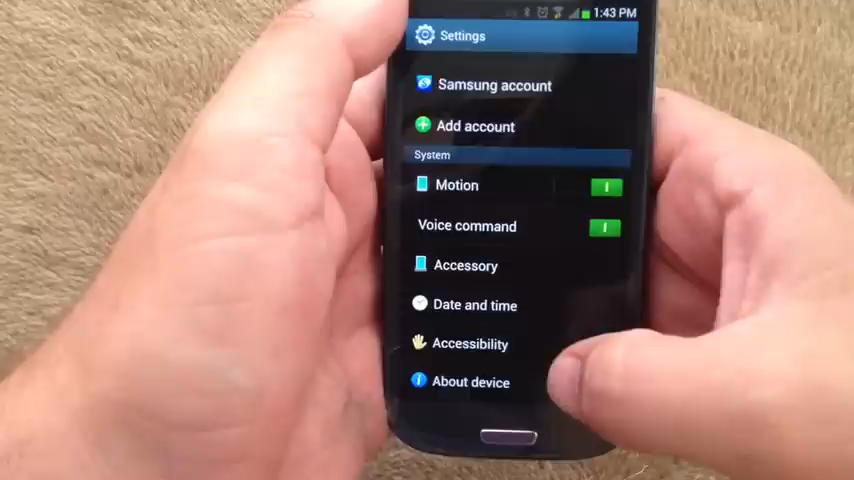 1:43 PM
Settings
Samsung account
Add account
System
Motion
Voice command
Accessory
Date and time
Accessibility
About device